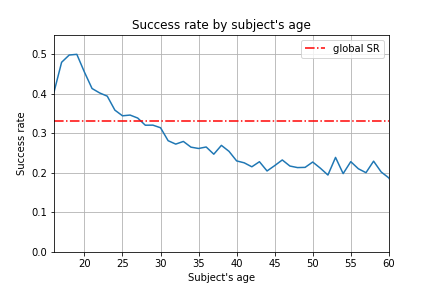 Success rate by subject's age
global SR
Success rate
0.5
0.4
0.3
0.2
0.1
0.0
20 25 30 35 40 45 50 55 60
Subject's age